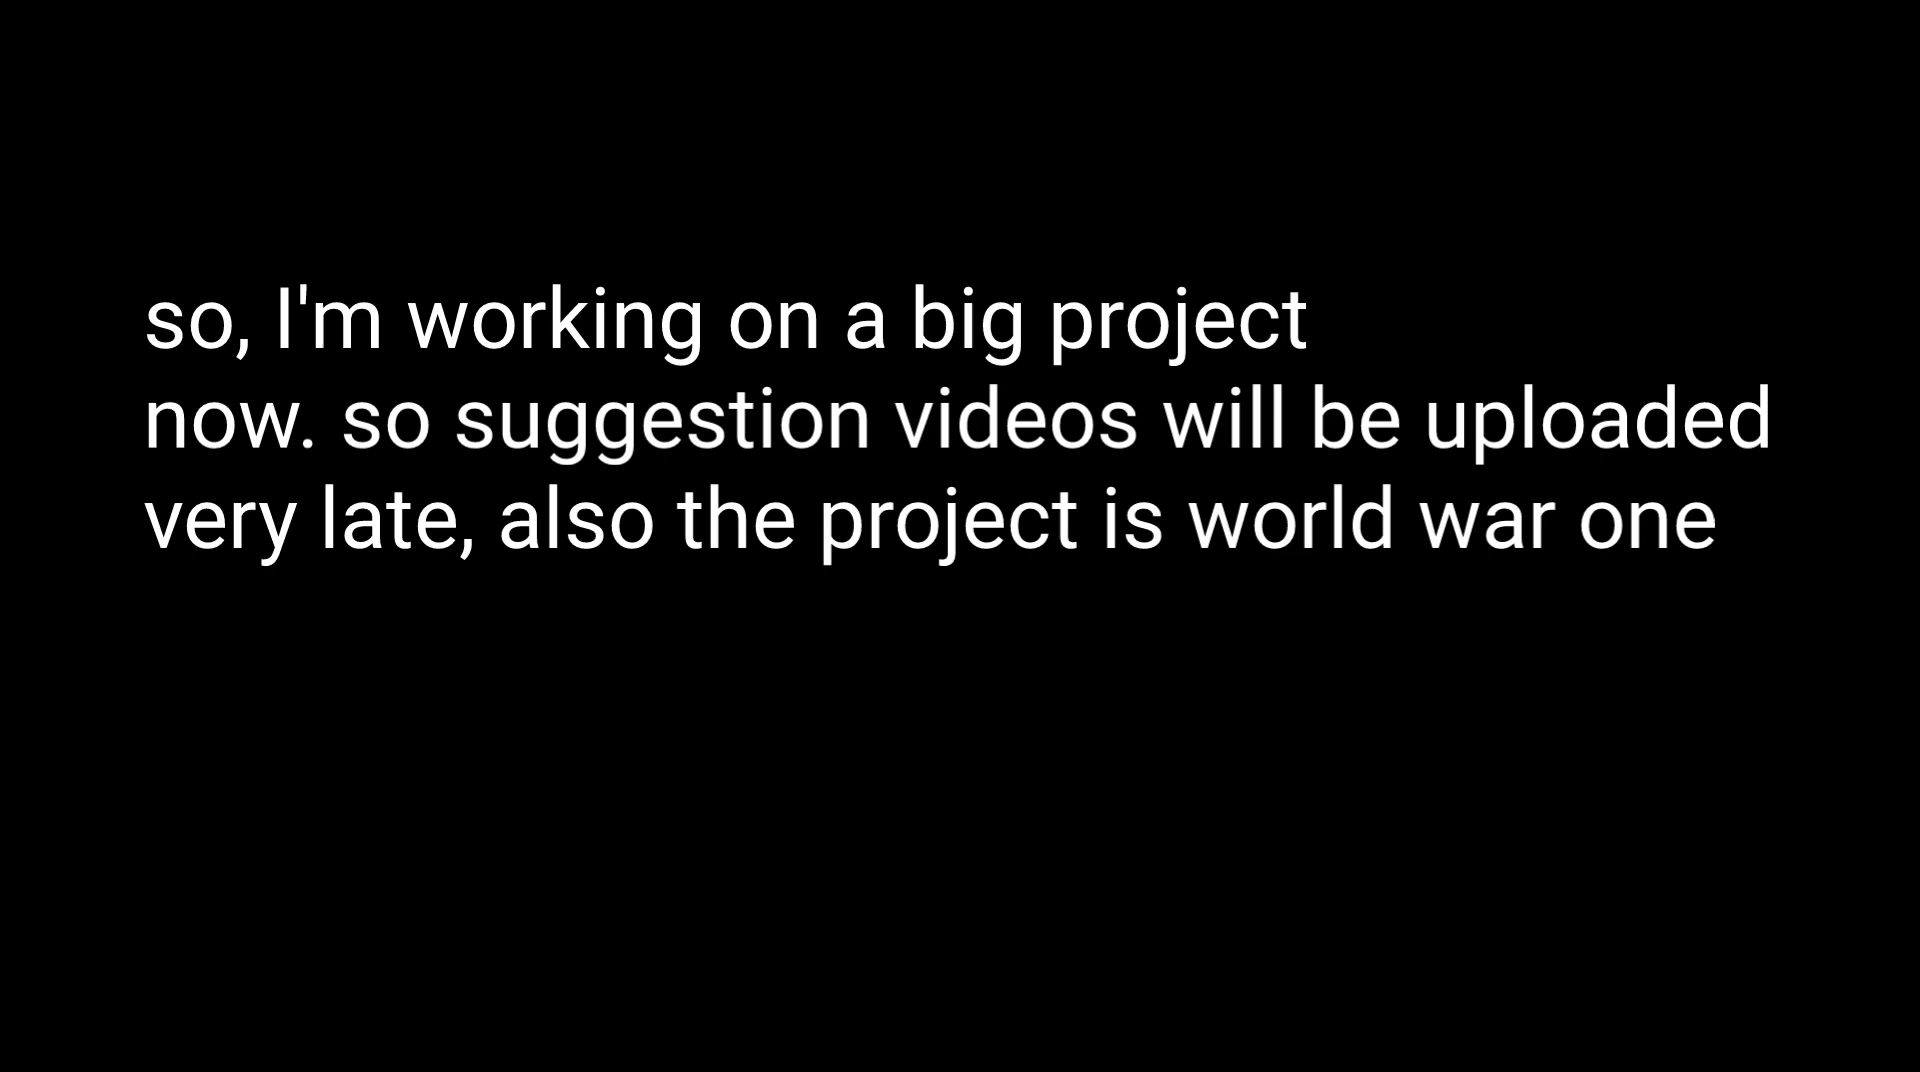 so, I'm working on a big project
now. so suggestion videos will be uploaded
very late, also the project is world war one